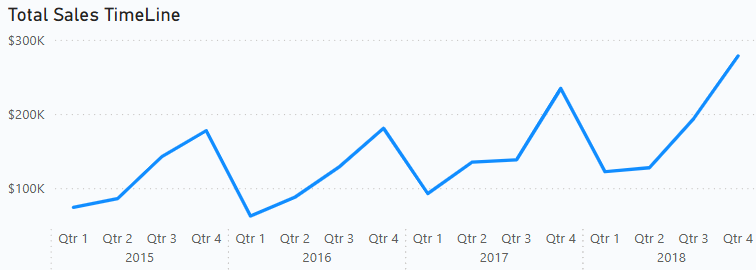 Total Sales TimeLine
$300K
$200K
$100K
Qtr 1 Qtr 2 Qtr 3 Qtr 4 Qtr 1 Qtr 2 Qtr 3 Qtr 4 Qtr 1 Qtr 2 Qtr 3 Qtr 4 Qtr 1 Qtr 2 Qtr 3 Qtr 4
2015 2016 2017 2018